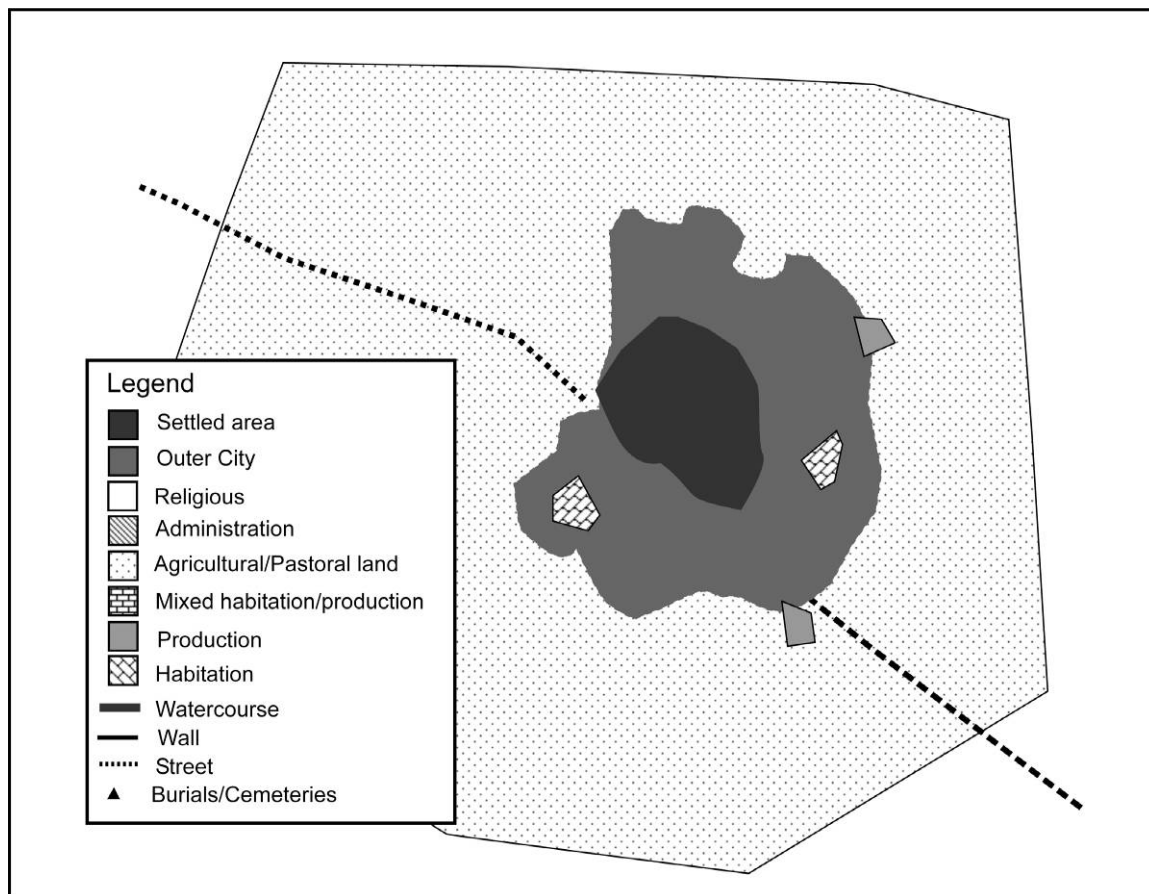 Legend
Settled area
Outer City
Religious
Administration
Agricultural/Pastoral land
Mixed habitation/production
Production
Habitation
Watercourse
Wall
Street
Burials/Cemeteries